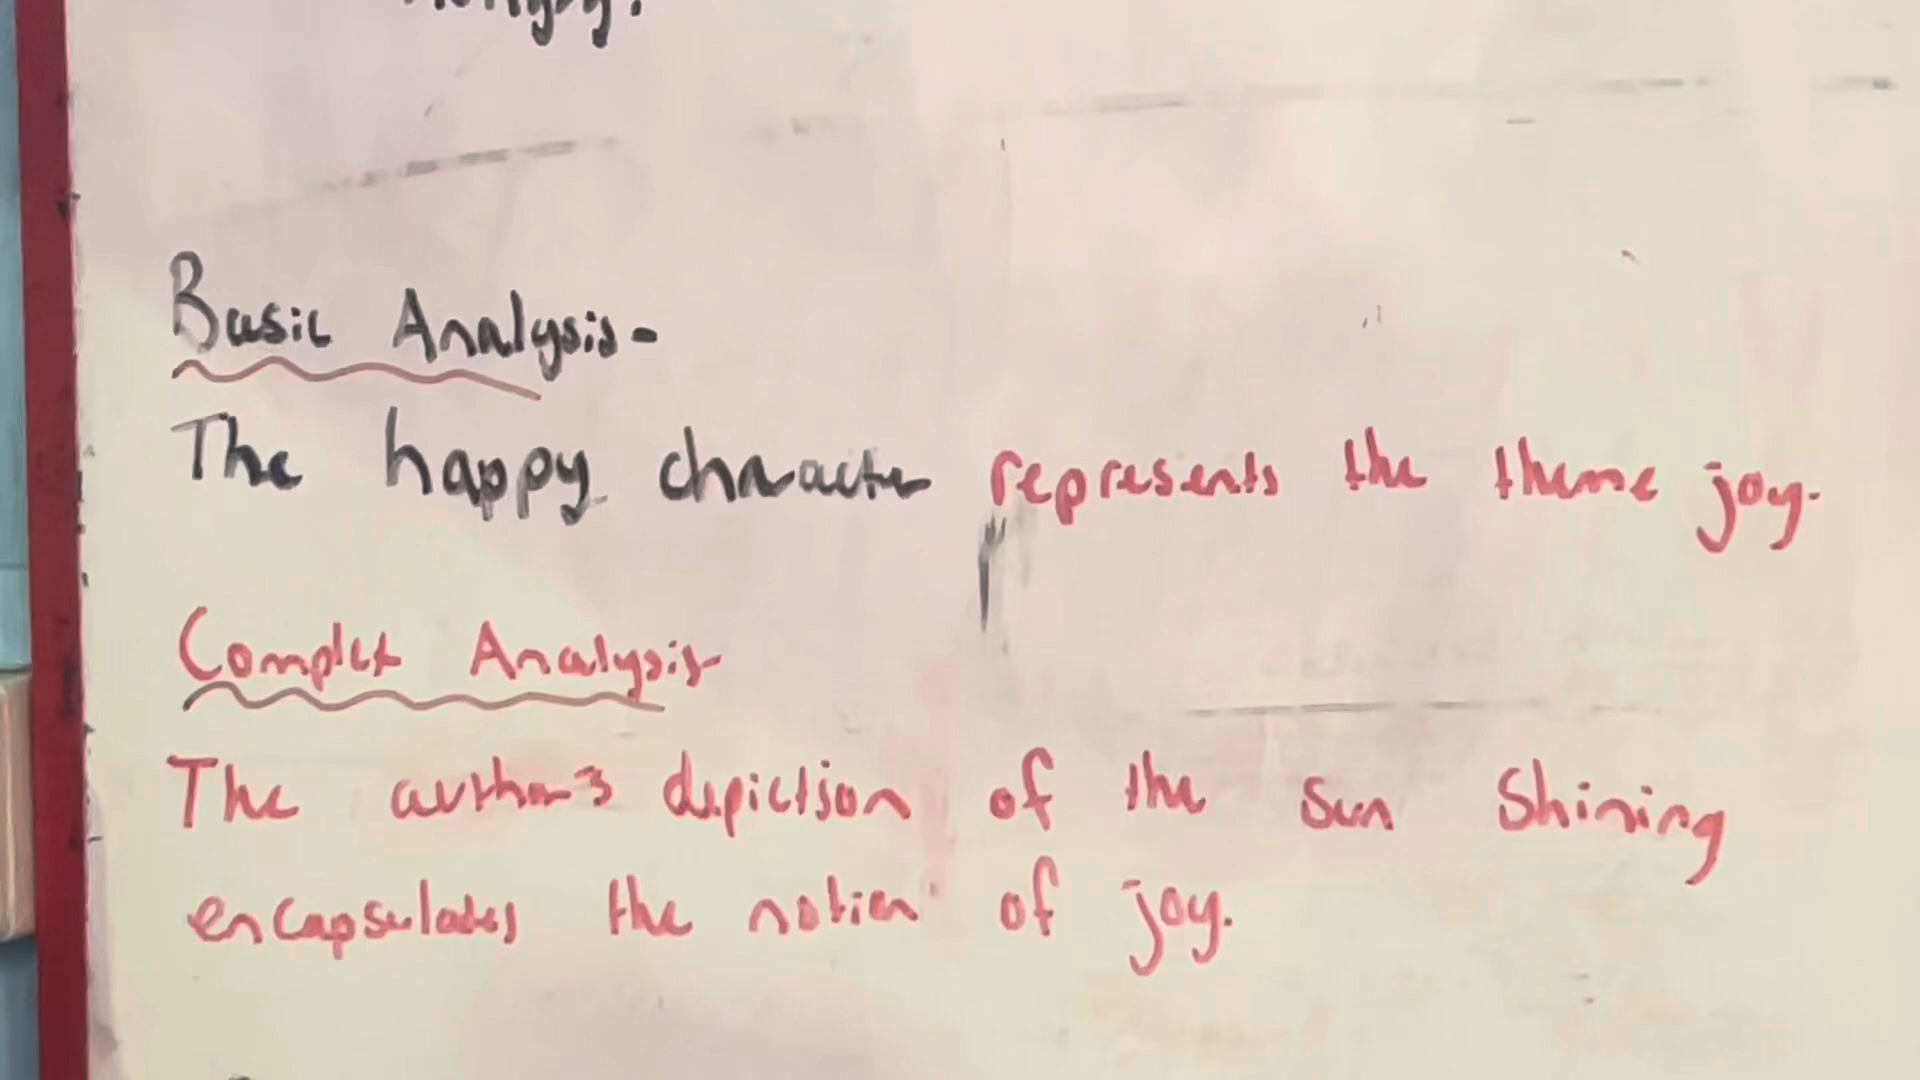 Basic Analysis-
The happy character represents the theme joy.
Complex Analysis-
The authors depiction of the sun shining
encapsulates the notion of joy.